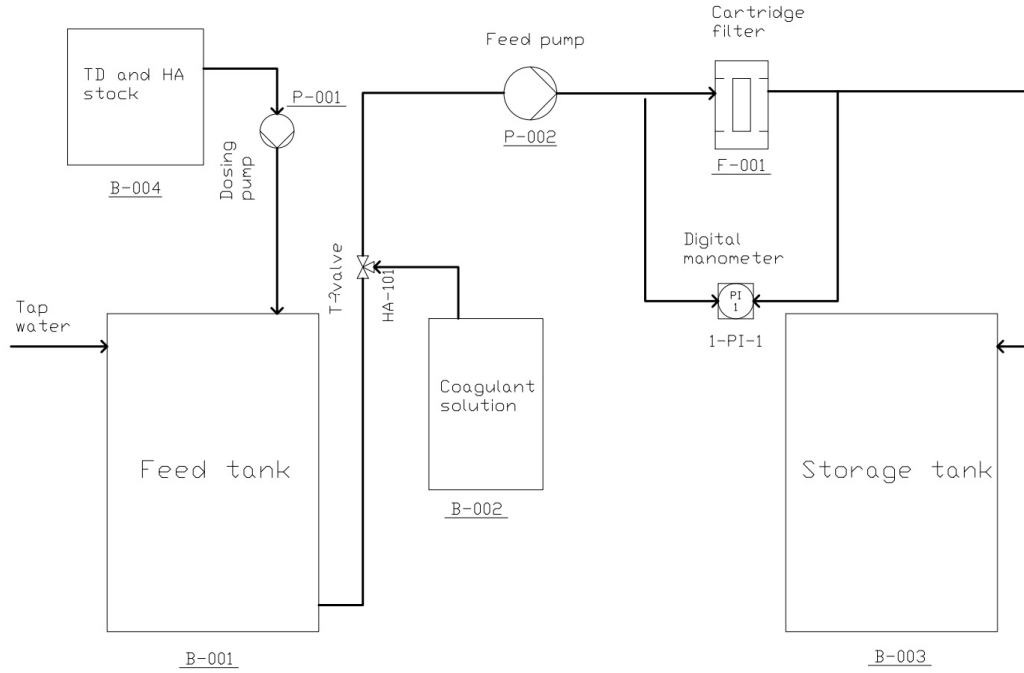 TD and HA
stock
B-004
P-001
Dosing
pump
Feed pump
P-002
Cartridge
filter
F-001
T-valve
HA-101
Digital
manometer
PI
1
1-PI-1
Tap
water
Feed tank
B-001
Coagulant
solution
B-002
Storage tank
B-003